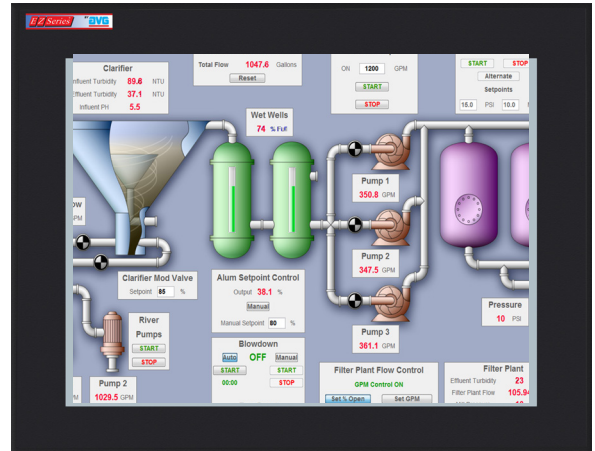 EZ Series by AVG
Clarifier
Influent Turbidity 89.6 NTU
Effluent Turbidity 37.1 NTU
Influent PH 5.5
Total Flow 1047.6 Gallons
Reset
ON 1200 GPM
START
STOP
START STOP
Alternate
Setpoints
15.0 PSI 10.0
Wet Wells
74 % Full
Pump 1
350.8 GPM
Pump 2
347.5 GPM
Pump 3
361.1 GPM
Clarifier Mod Valve
Setpoint 85 %
River
Pumps
START
STOP
Pump 2
1029.5 GPM
Alum Setpoint Control
Output 38.1 %
Manual
Manual Setpoint 80 %
Blowdown
Auto OFF Manual
START START
00:00 STOP
Filter Plant Flow Control
GPM Control ON
Set % Open Set GPM
Pressure
10 PSI
Filter Plant
Effluent Turbidity 23
Filter Plant Flow 105.94